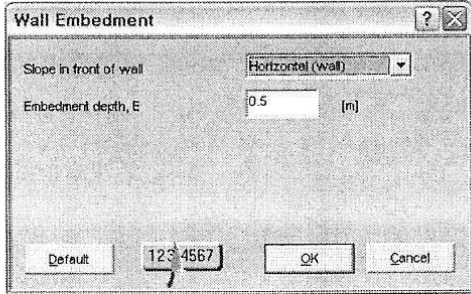 Wall Embedment
?
Slope in front of wall
Horizontal (wall)
Embedment depth, E
0.5
[m]
Default
123 4567
OK
Cancel